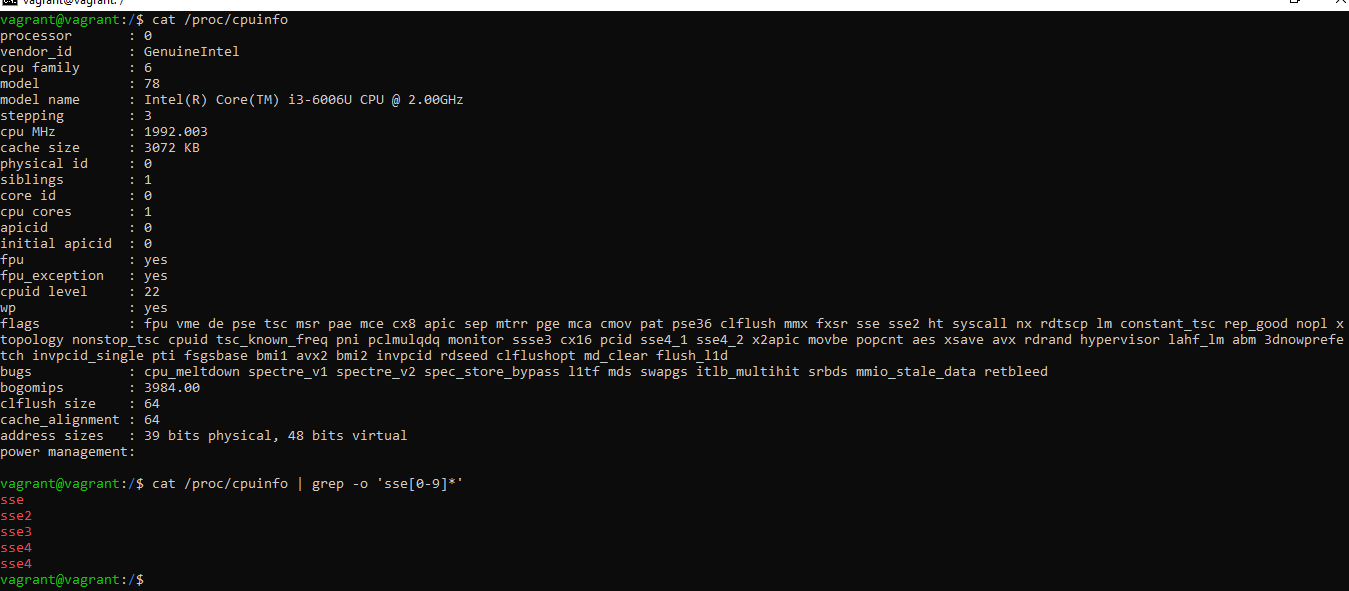 vagrant@vagrant: /
vagrant@vagrant:/$ cat /proc/cpuinfo
processor : 0
vendor_id : GenuineIntel
cpu family : 6
model : 78
model name : Intel(R) Core(TM) i3-6006U CPU @ 2.00GHz
stepping : 3
cpu MHz : 1992.003
cache size : 3072 KB
physical id : 0
siblings : 1
core id : 0
cpu cores : 1
apicid : 0
initial apicid : 0
fpu : yes
fpu_exception : yes
cpuid level : 22
wp : yes
flags : fpu vme de pse tsc msr pae mce cx8 apic sep mtrr pge mca cmov pat pse36 clflush mmx fxsr sse sse2 ht syscall nx rdtscp lm constant_tsc rep_good nopl x
topology nonstop_tsc cpuid tsc_known_freq pni pclmulqdq monitor ssse3 cx16 pcid sse4_1 sse4_2 x2apic movbe popcnt aes xsave avx rdrand hypervisor lahf_lm abm 3dnowprefe
tch invpcid_single pti fsgsbase bmi1 avx2 bmi2 invpcid rdseed clflushopt md_clear flush_l1d
bugs : cpu_meltdown spectre_v1 spectre_v2 spec_store_bypass l1tf mds swapgs itlb_multihit srbds mmio_stale_data retbleed
bogomips : 3984.00
clflush size : 64
cache_alignment : 64
address sizes : 39 bits physical, 48 bits virtual
power management:
vagrant@vagrant:/$ cat /proc/cpuinfo | grep -o 'sse[0-9]*'
sse
sse2
sse3
sse4
sse4
vagrant@vagrant:/$